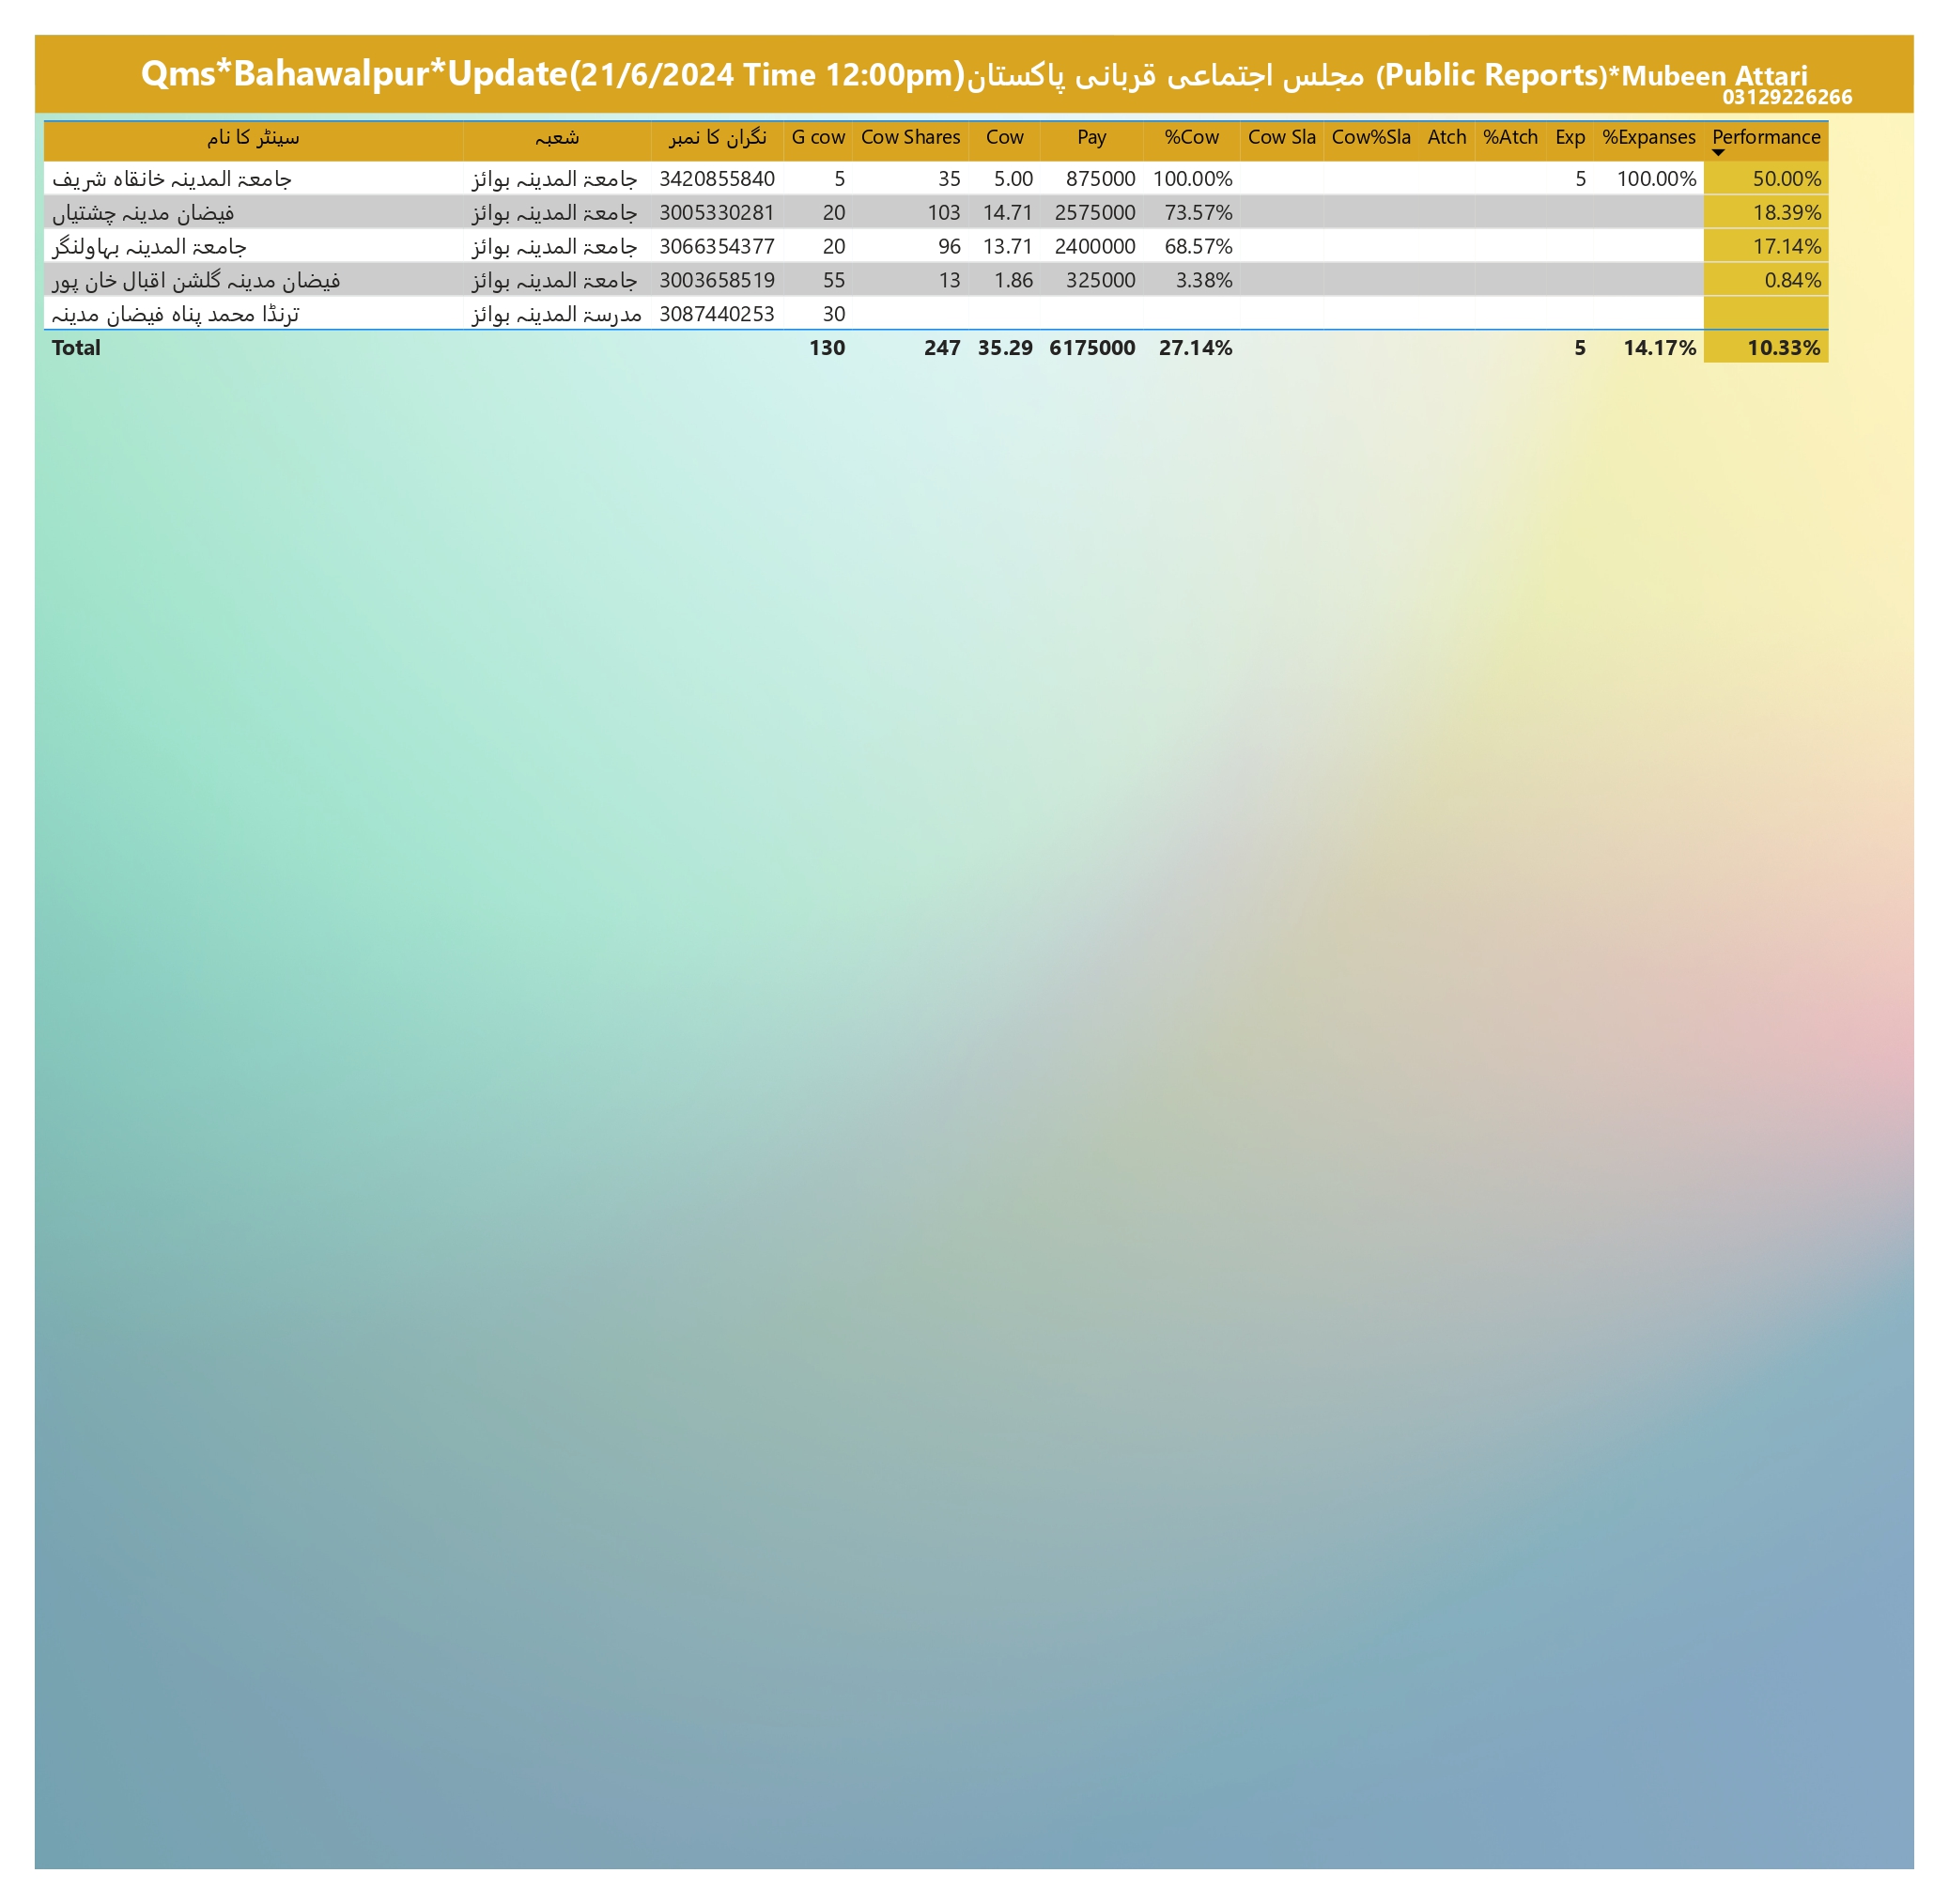 Qms*Bahawalpur*Update(21/6/2024 Time 12:00pm)مجلس اجتماعی قربانی پاکستان (Public Reports)*Mubeen Attari
03129226266
سینٹر کا نام شعبہ نگران کا نمبر G cow Cow Shares Cow Pay %Cow Cow Sla Cow%Sla Atch %Atch Exp %Expanses Performance
جامعۃ المدینہ خانقاہ شریف جامعۃ المدینہ بوائز 3420855840 5 35 5.00 875000 100.00% 5 100.00% 50.00%
فیضان مدینہ چشتیاں جامعۃ المدینہ بوائز 3005330281 20 103 14.71 2575000 73.57% 18.39%
جامعۃ المدینہ بہاولنگر جامعۃ المدینہ بوائز 3066354377 20 96 13.71 2400000 68.57% 17.14%
فیضان مدینہ گلشن اقبال خان پور جامعۃ المدینہ بوائز 3003658519 55 13 1.86 325000 3.38% 0.84%
ترنڈا محمد پناہ فیضان مدینہ مدرسۃ المدینہ بوائز 3087440253 30
Total 130 247 35.29 6175000 27.14% 5 14.17% 10.33%